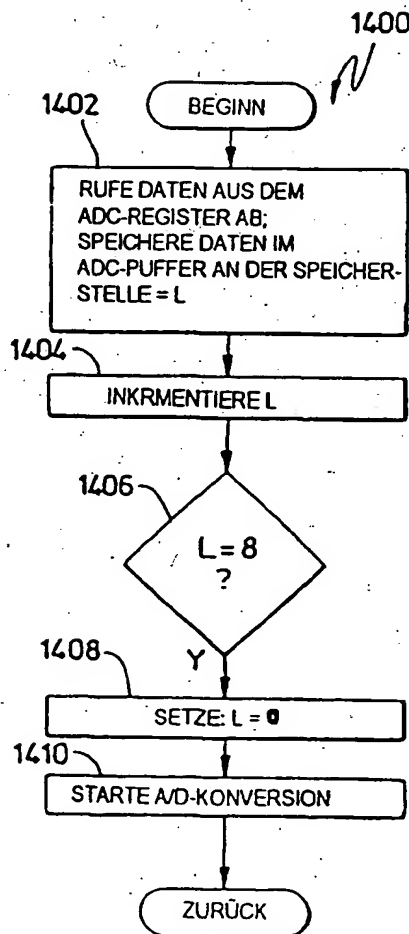 1400
BEGINN
1402
RUFE DATEN AUS DEM
ADC-REGISTER AB;
SPEICHERE DATEN IM
ADC-PUFFER AN DER SPEICHER-
STELLE = L
1404
INKRMENTIERE L
1406
L = 8
?
Y
1408
SETZE: L = 0
1410
STARTE A/D-KONVERSION
ZURÜCK